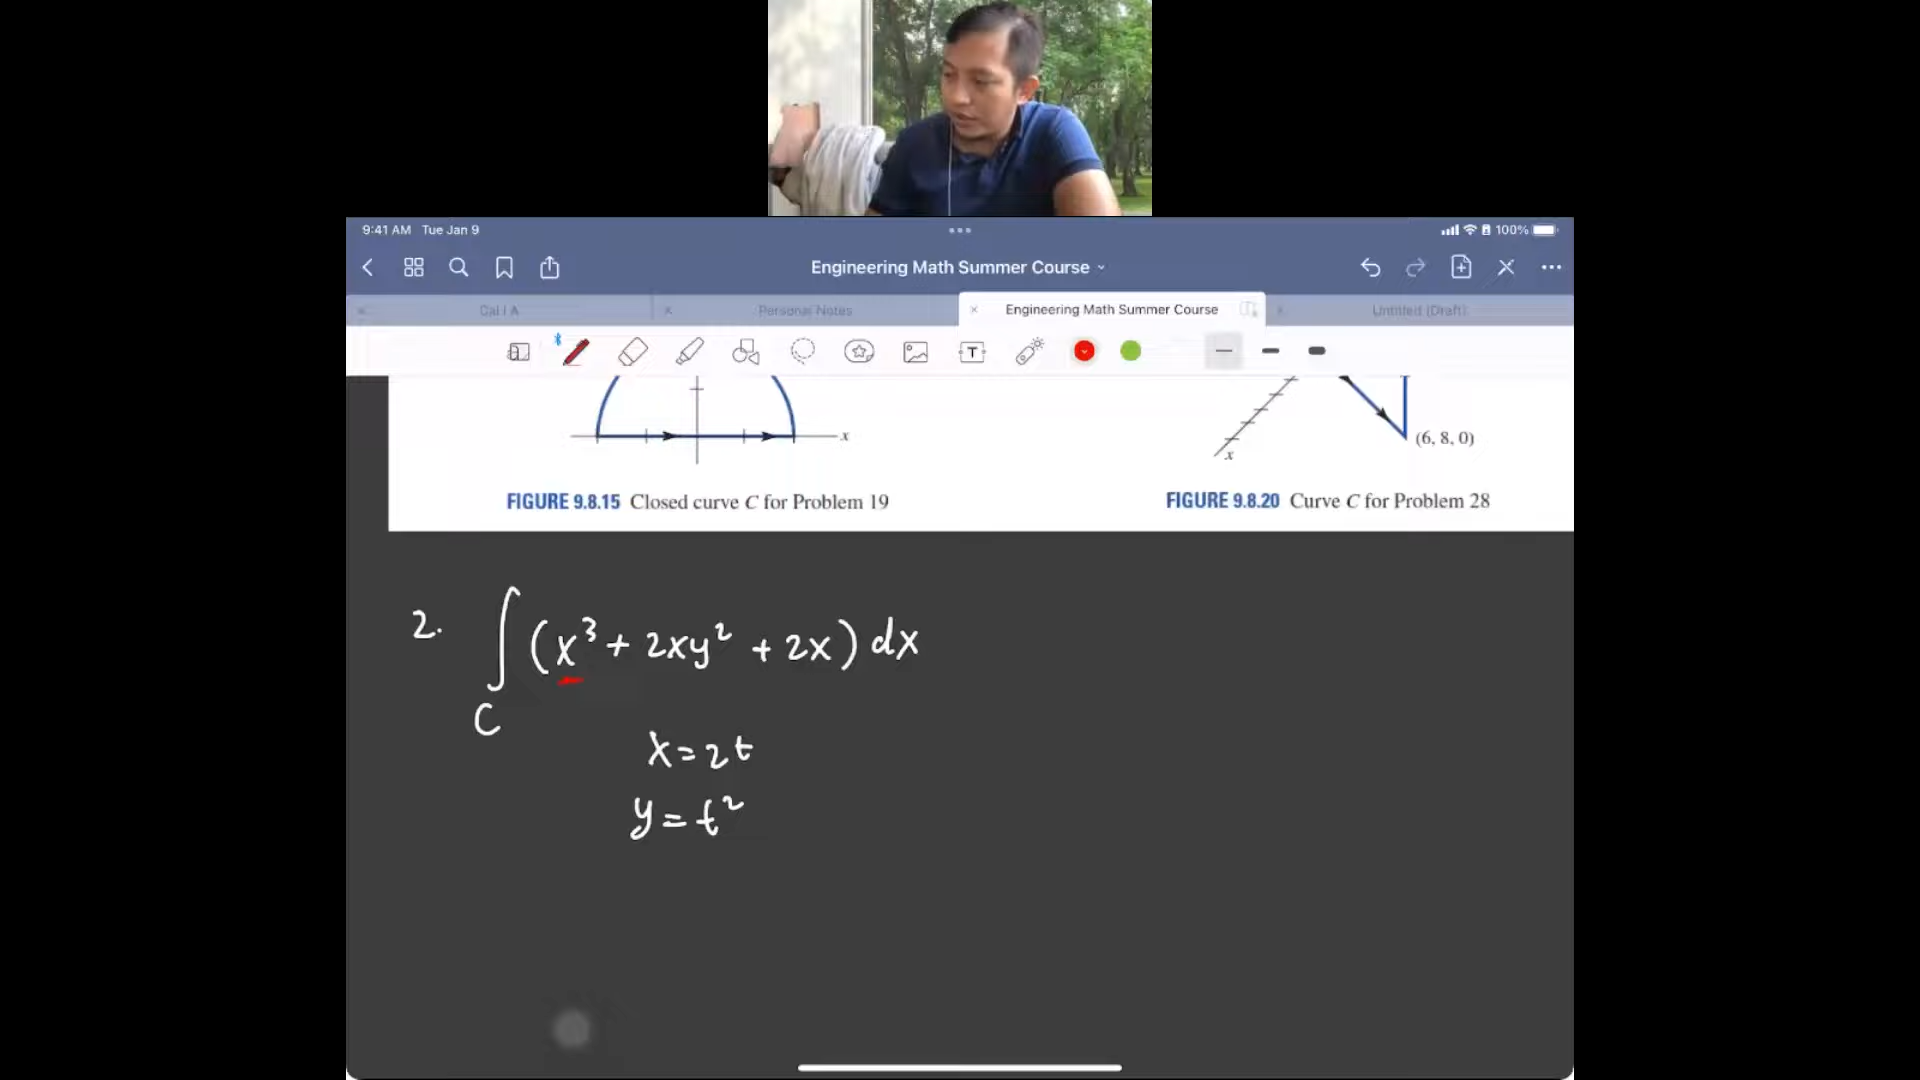 9:41 AM Tue Jan 9
100%
Engineering Math Summer Course
Cal I A
Personal Notes
Engineering Math Summer Course
Untitled (Draft)
T
x
x
(6, 8, 0)
FIGURE 9.8.15 Closed curve C for Problem 19
FIGURE 9.8.20 Curve C for Problem 28
2. ∫ (x³ + 2xy² + 2x) dx
C
x = 2t
y = t²